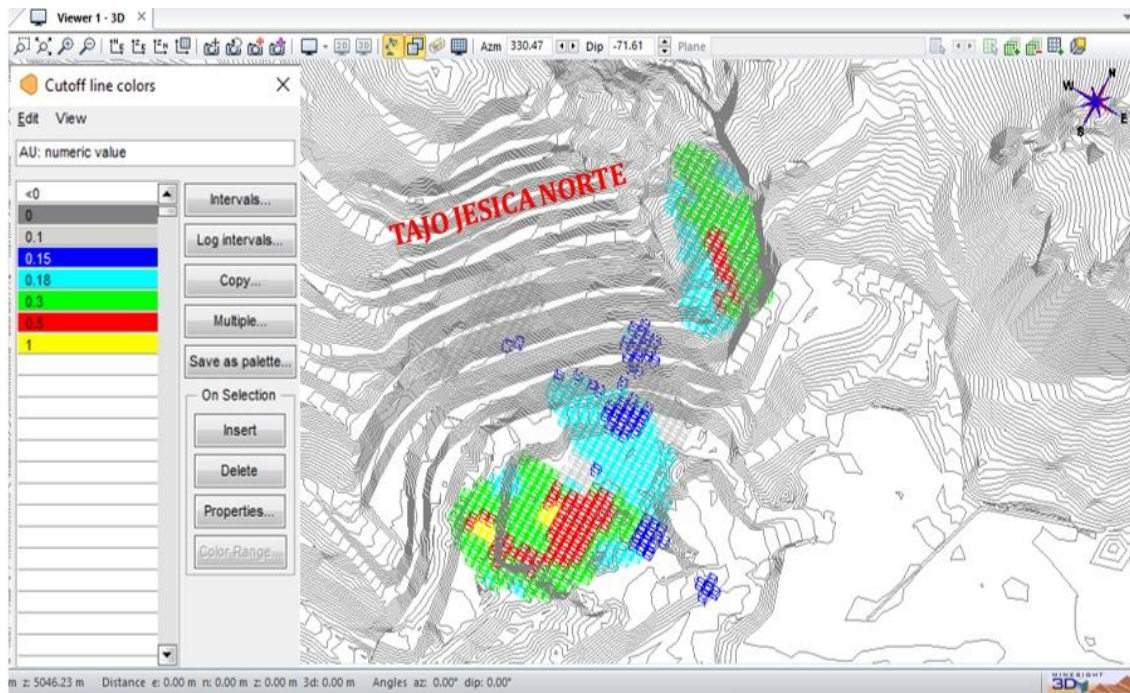 Viewer 1 - 3D
Azm 330.47 Dip -71.61 Plane
Cutoff line colors
Edit View
AU: numeric value
<0
0
0.1
0.15
0.18
0.3
0.5
1
Intervals...
Log intervals...
Copy...
Multiple...
Save as palette...
On Selection
Insert
Delete
Properties...
Color Range...
TAJO JESICA NORTE
N
W
E
S
m z: 5046.23 m Distance e: 0.00 m n: 0.00 m z: 0.00 m 3d: 0.00 m Angles az: 0.00° dip: 0.00°
MINESIGHT
3D